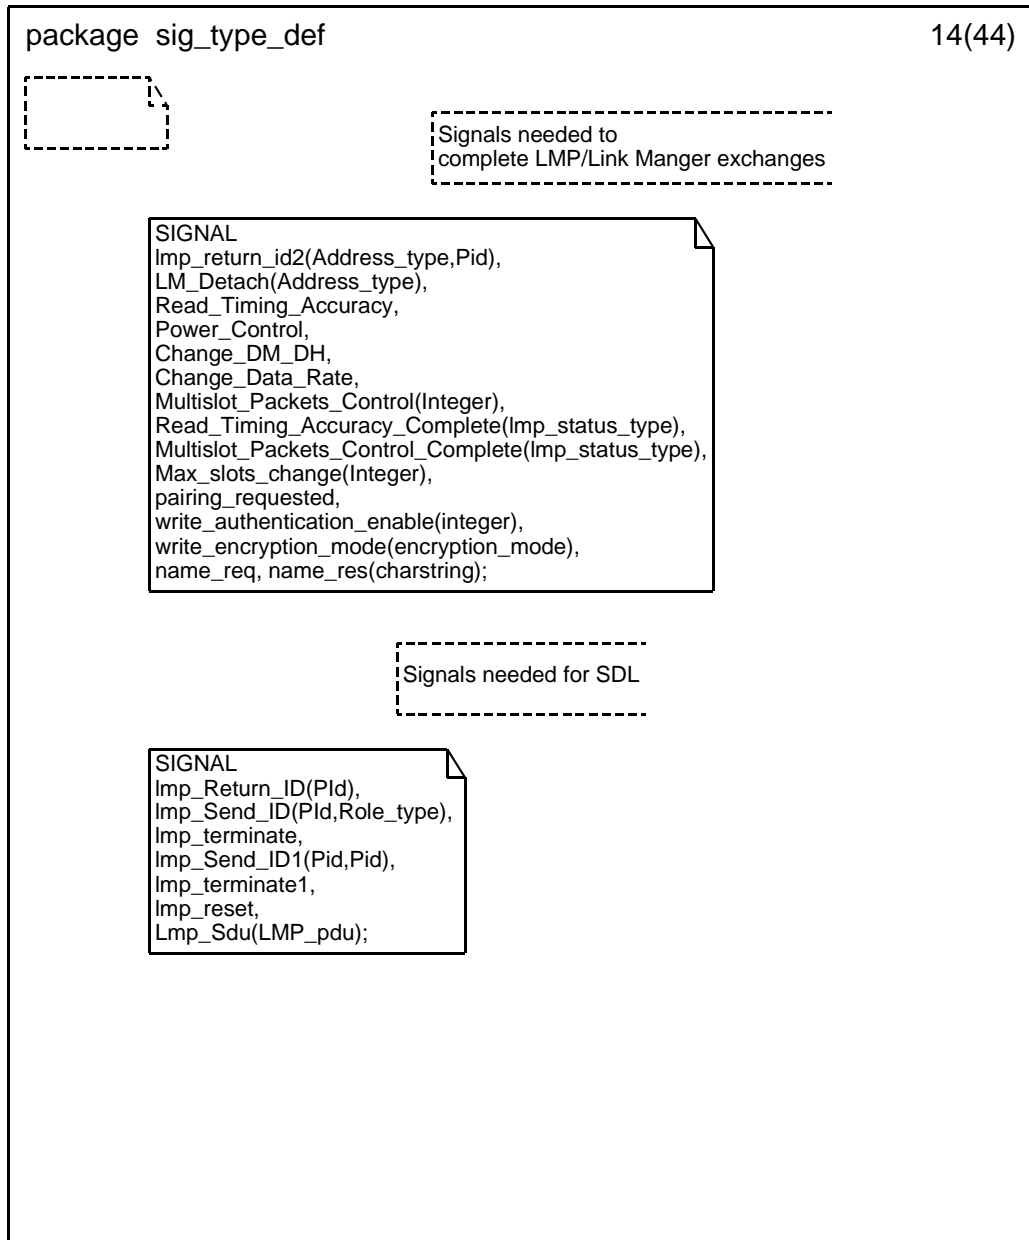 package sig_type_def
14(44)
Signals needed to
complete LMP/Link Manger exchanges
SIGNAL
lmp_return_id2(Address_type,Pid),
LM_Detach(Address_type),
Read_Timing_Accuracy,
Power_Control,
Change_DM_DH,
Change_Data_Rate,
Multislot_Packets_Control(Integer),
Read_Timing_Accuracy_Complete(lmp_status_type),
Multislot_Packets_Control_Complete(lmp_status_type),
Max_slots_change(Integer),
pairing_requested,
write_authentication_enable(integer),
write_encryption_mode(encryption_mode),
name_req, name_res(charstring);
Signals needed for SDL
SIGNAL
lmp_Return_ID(PId),
lmp_Send_ID(PId,Role_type),
lmp_terminate,
lmp_Send_ID1(Pid,Pid),
lmp_terminate1,
lmp_reset,
Lmp_Sdu(LMP_pdu);